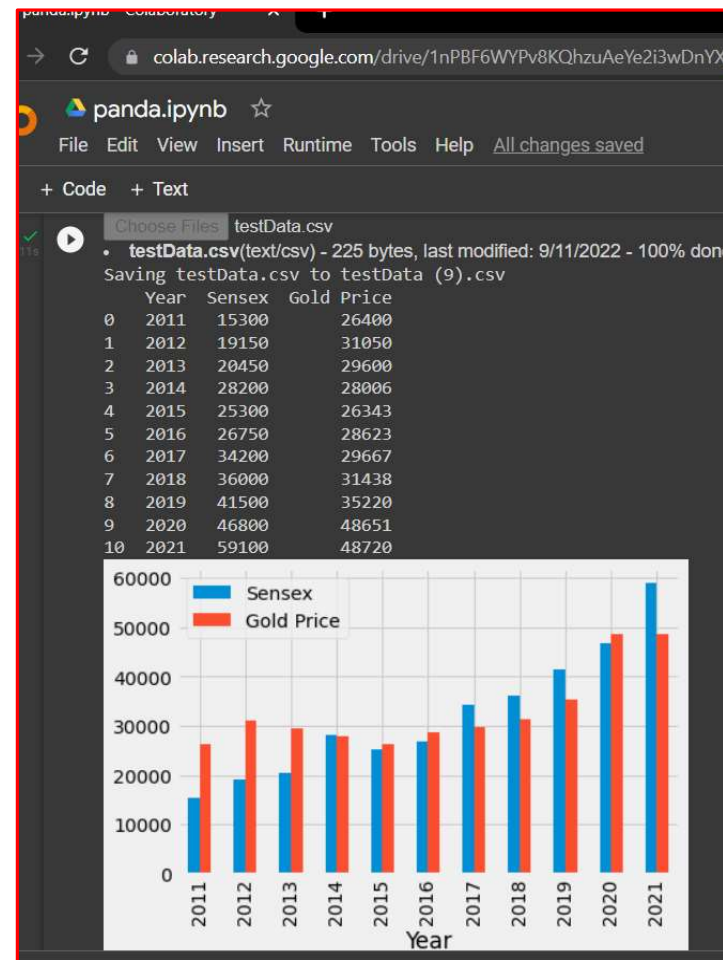 panda.ipynb - Colaboratory
colab.research.google.com/drive/1nPBF6WYPv8KQhzuAeYe2i3wDnYX
panda.ipynb
File Edit View Insert Runtime Tools Help All changes saved
+ Code + Text
Choose Files testData.csv
11s
• testData.csv(text/csv) - 225 bytes, last modified: 9/11/2022 - 100% don
Saving testData.csv to testData (9).csv
Year Sensex Gold Price
0 2011 15300 26400
1 2012 19150 31050
2 2013 20450 29600
3 2014 28200 28006
4 2015 25300 26343
5 2016 26750 28623
6 2017 34200 29667
7 2018 36000 31438
8 2019 41500 35220
9 2020 46800 48651
10 2021 59100 48720
60000
Sensex
Gold Price
50000
40000
30000
20000
10000
0
2011 2012 2013 2014 2015 2016 2017 2018 2019 2020 2021
Year